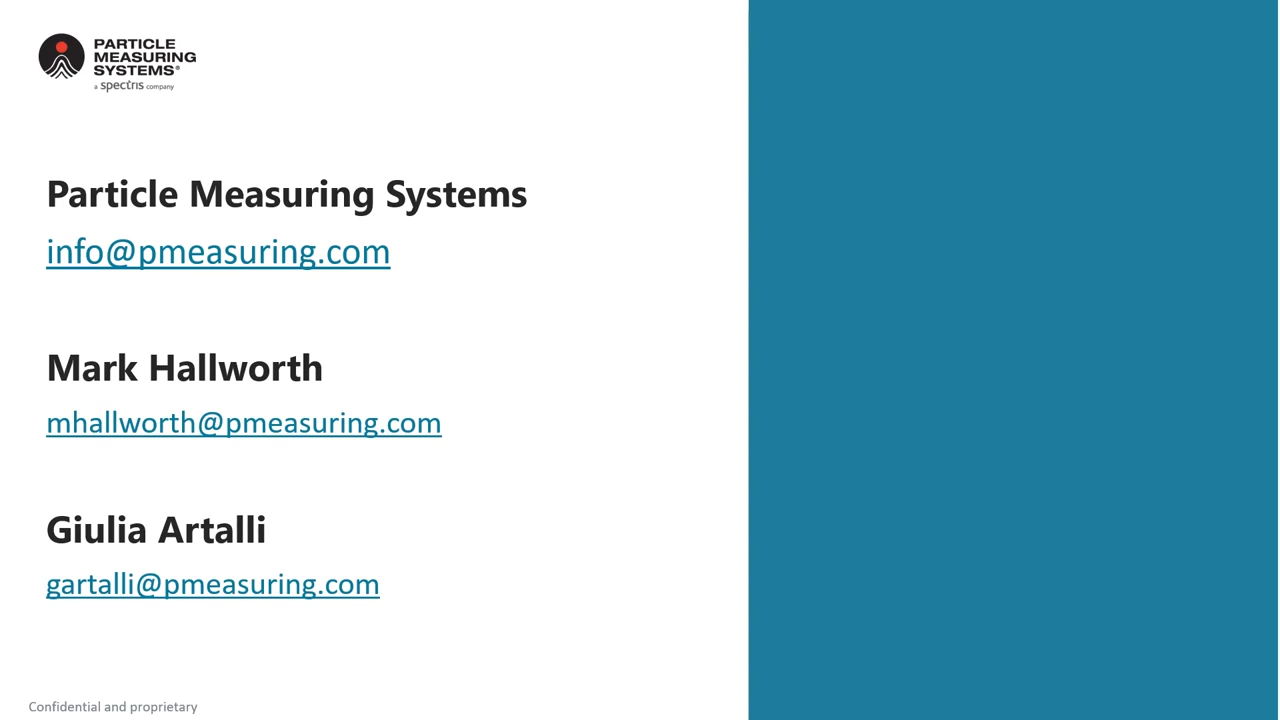 PARTICLE
MEASURING
SYSTEMS®
a spectris company
Particle Measuring Systems
info@pmeasuring.com
Mark Hallworth
mhallworth@pmeasuring.com
Giulia Artalli
gartalli@pmeasuring.com
Confidential and proprietary